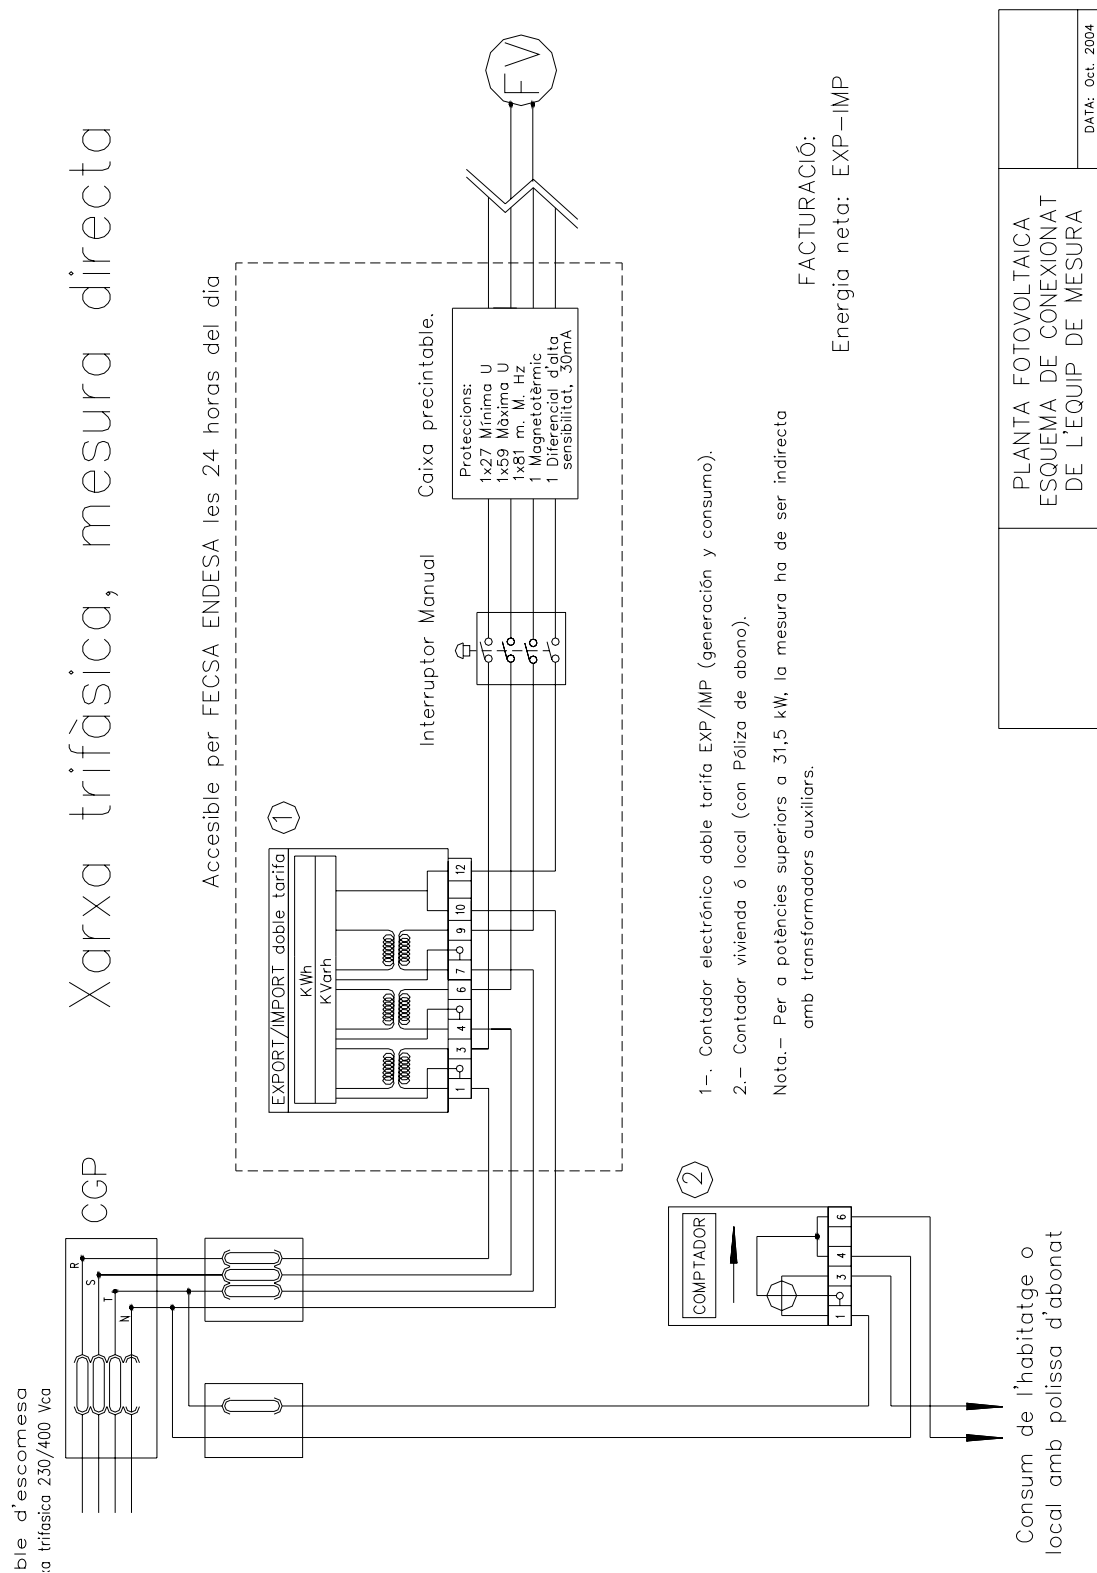 Xarxa trifàsica, mesura directa
Accesible per FECSA ENDESA les 24 horas del dia
CGP
R
S
T
N
ble d'escomesa
trifasica 230/400 Vca
EXPORT/IMPORT doble tarifa
1
KWh
KVarh
1
3
4
6
7
9
10
12
Interruptor Manual
Caixa precintable.
Proteccions:
1x27 Mínima U
1x59 Màxima U
1x81 m. M. Hz
1 Magnetotèrmic
1 Diferencial d'alta
sensibilitat, 30mA
FV
2
COMPTADOR
1
3
4
6
Consum de l'habitatge o
local amb polissa d'abonat
1-. Contador electrónico doble tarifa EXP/IMP (generación y consumo).
2.- Contador vivienda ó local (con Póliza de abono).
Nota.- Per a potències superiors a 31,5 kW, la mesura ha de ser indirecta
amb transformadors auxiliars.
FACTURACIÓ:
Energia neta: EXP-IMP
PLANTA FOTOVOLTAICA
ESQUEMA DE CONEXIONAT
DE L'EQUIP DE MESURA
DATA: Oct. 2004